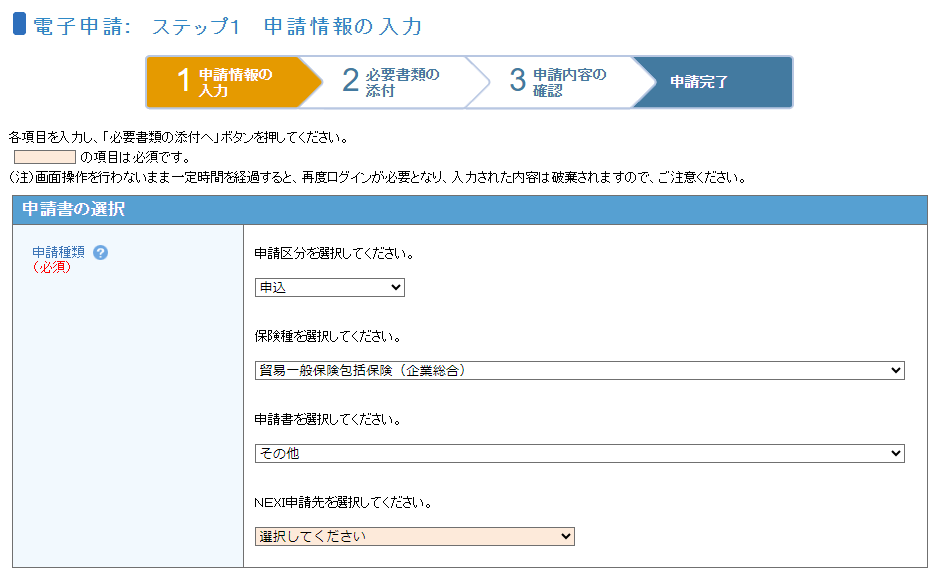 電子申請: ステップ1 申請情報の入力
1 申請情報の
入力
2 必要書類の
添付
3 申請内容の
確認
申請完了
各項目を入力し、「必要書類の添付へ」ボタンを押してください。
の項目は必須です。
(注)画面操作を行わないまま一定時間を経過すると、再度ログインが必要となり、入力された内容は破棄されますので、ご注意ください。
申請書の選択
申請種類 ?
(必須)
申請区分を選択してください。
申込
保険種を選択してください。
貿易一般保険包括保険(企業総合)
申請書を選択してください。
その他
NEXI申請先を選択してください。
選択してください